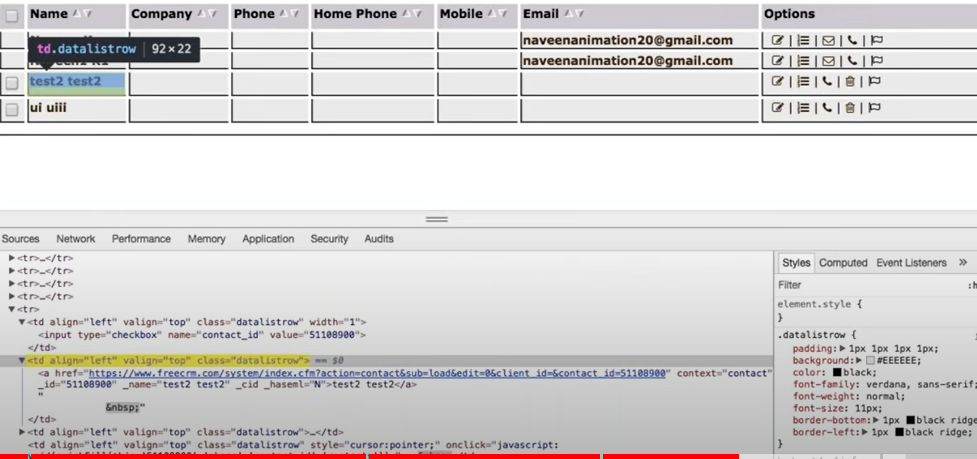 Name Company Phone Home Phone Mobile Email Options
td.datalistrow 92×22
naveenanimation20@gmail.com
naveenanimation20@gmail.com
test2 test2
ui uiii
Sources Network Performance Memory Application Security Audits
<tr>…</tr>
<tr>…</tr>
<tr>…</tr>
<tr>…</tr>
<tr>
<td align="left" valign="top" class="datalistrow" width="1">
<input type="checkbox" name="contact_id" value="51108900">
</td>
<td align="left" valign="top" class="datalistrow"> == $0
<a href="https://www.freecrm.com/system/index.cfm?action=contact&sub=load&edit=0&client_id=&contact_id=51108900" context="contact"
_id="51108900" _name="test2 test2" _cid _haseml="N">test2 test2</a>
"
&nbsp;"
</td>
<td align="left" valign="top" class="datalistrow">…</td>
<td align="left" valign="top" class="datalistrow" style="cursor:pointer;" onclick="javascript:
Styles Computed Event Listeners »
Filter :h
element.style {
}
.datalistrow {
padding: 1px 1px 1px 1px;
background: #EEEEEE;
color: black;
font-family: verdana, sans-serif;
font-weight: normal;
font-size: 11px;
border-bottom: 1px black ridge
border-left: 1px black ridge;
}